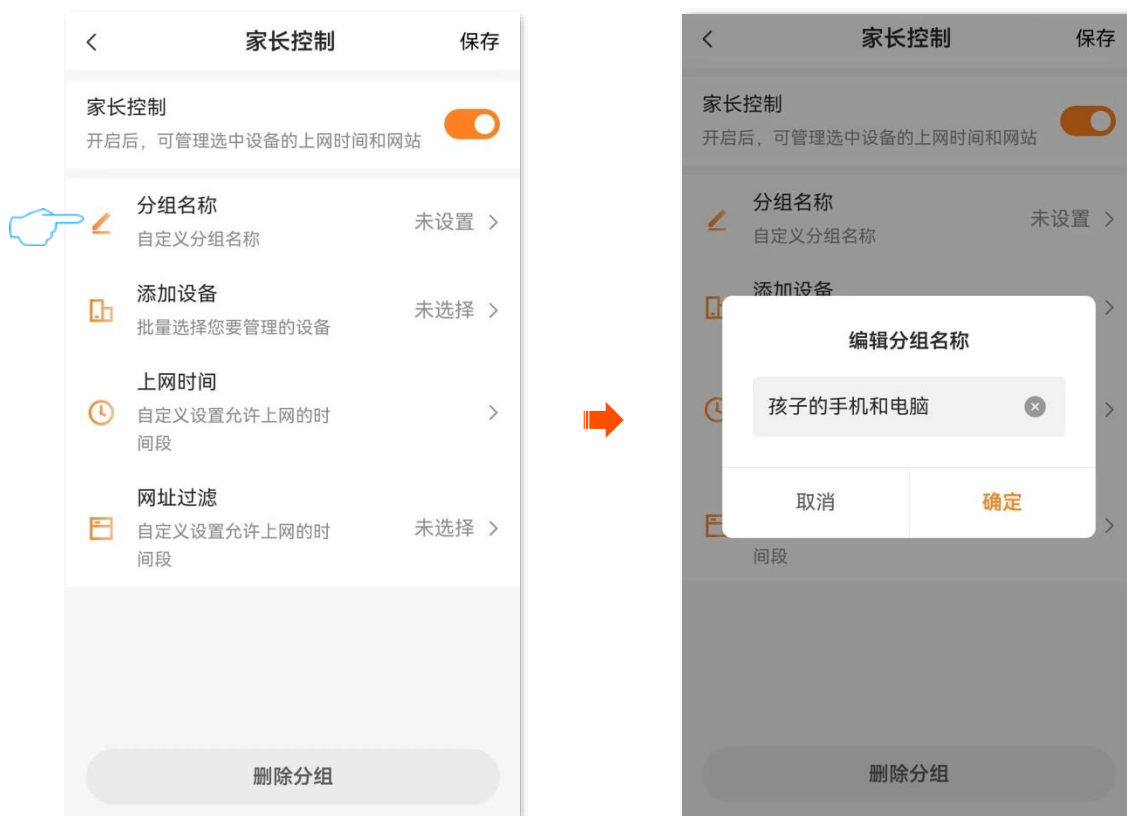 家长控制
保存
家长控制
开启后，可管理选中设备的上网时间和网站
分组名称
自定义分组名称
未设置
添加设备
批量选择您要管理的设备
未选择
上网时间
自定义设置允许上网的时
间段
网址过滤
自定义设置允许上网的时
间段
未选择
删除分组
家长控制
保存
家长控制
开启后，可管理选中设备的上网时间和网站
分组名称
自定义分组名称
未设置
添加设备
编辑分组名称
孩子的手机和电脑
取消
确定
间段
删除分组